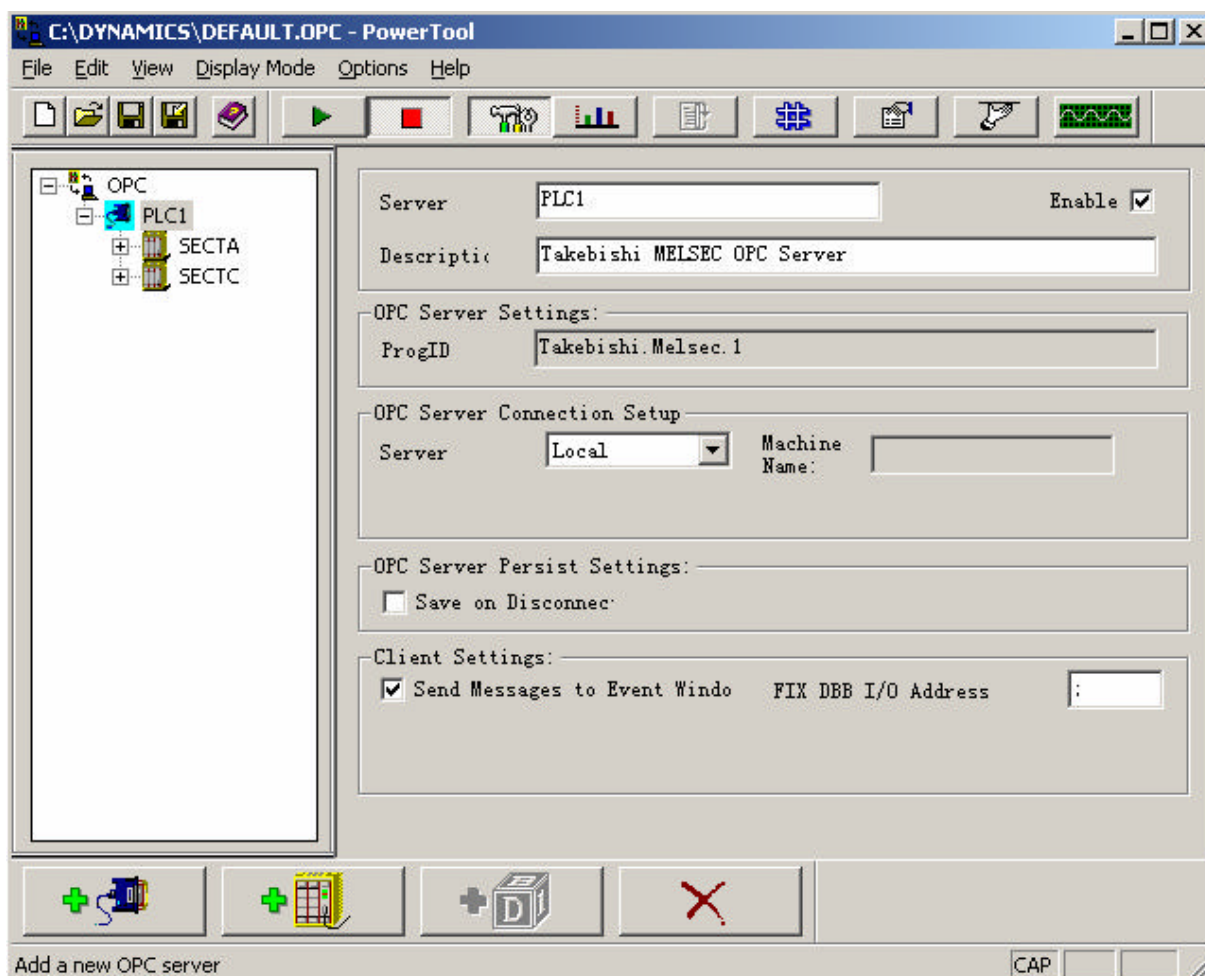 C:\DYNAMICS\DEFAULT.OPC - PowerTool
File Edit View Display Mode Options Help
OPC
PLC1
SECTA
SECTC
Server PLC1 Enable
Descriptic Takebishi MELSEC OPC Server
OPC Server Settings:
ProgID Takebishi.Melsec.1
OPC Server Connection Setup
Server Local Machine
Name:
OPC Server Persist Settings:
Save on Disconnec
Client Settings:
Send Messages to Event Windo FIX DBB I/O Address ;
Add a new OPC server CAP